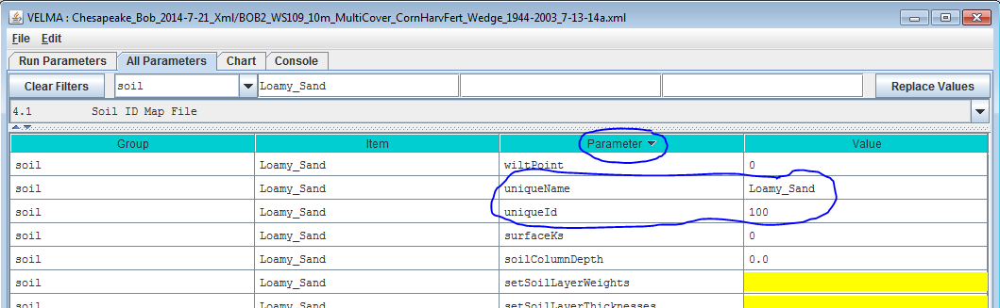 VELMA : Chesapeake_Bob_2014-7-21_Xml/BOB2_WS109_10m_MultiCover_CornHarvFert_Wedge_1944-2003_7-13-14a.xml
File Edit
Run Parameters All Parameters Chart Console
Clear Filters soil Loamy_Sand Replace Values
4.1 Soil ID Map File
Group Item Parameter Value
soil Loamy_Sand wiltPoint 0
soil Loamy_Sand uniqueName Loamy_Sand
soil Loamy_Sand uniqueId 100
soil Loamy_Sand surfaceKs 0
soil Loamy_Sand soilColumnDepth 0.0
soil Loamy_Sand setSoilLayerWeights
soil Loamy_Sand setSoilLayerThicknesses